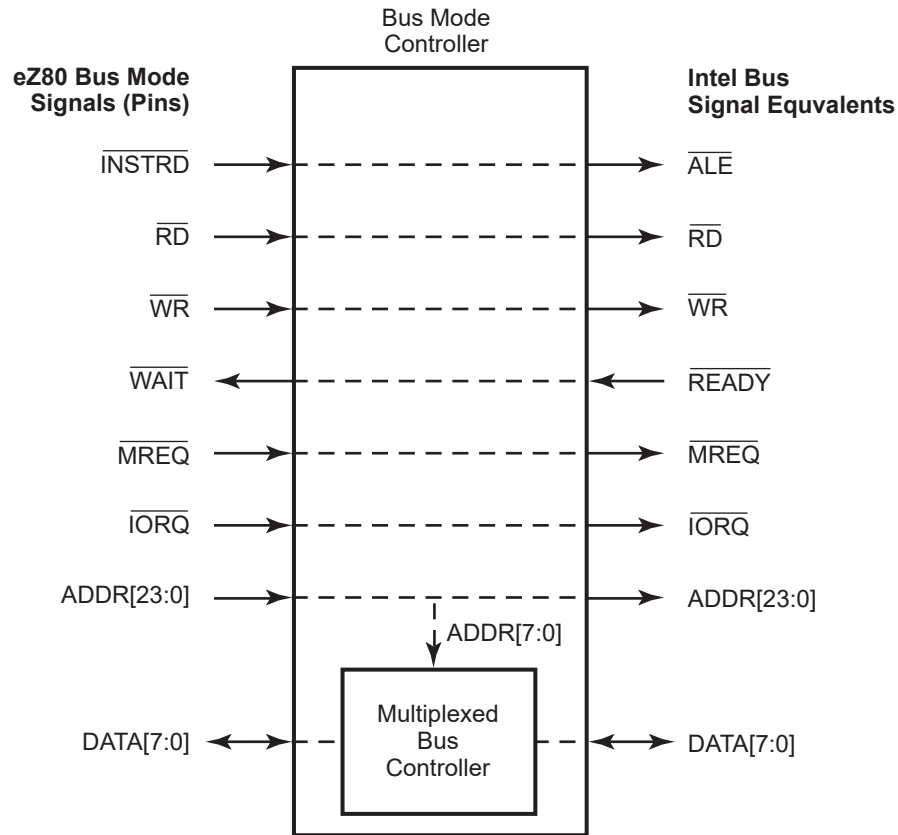 Bus Mode
Controller
eZ80 Bus Mode
Signals (Pins)
Intel Bus
Signal Equvalents
INSTRD
ALE
RD
RD
WR
WR
WAIT
READY
MREQ
MREQ
IORQ
IORQ
ADDR[23:0]
ADDR[23:0]
ADDR[7:0]
Multiplexed
Bus
Controller
DATA[7:0]
DATA[7:0]